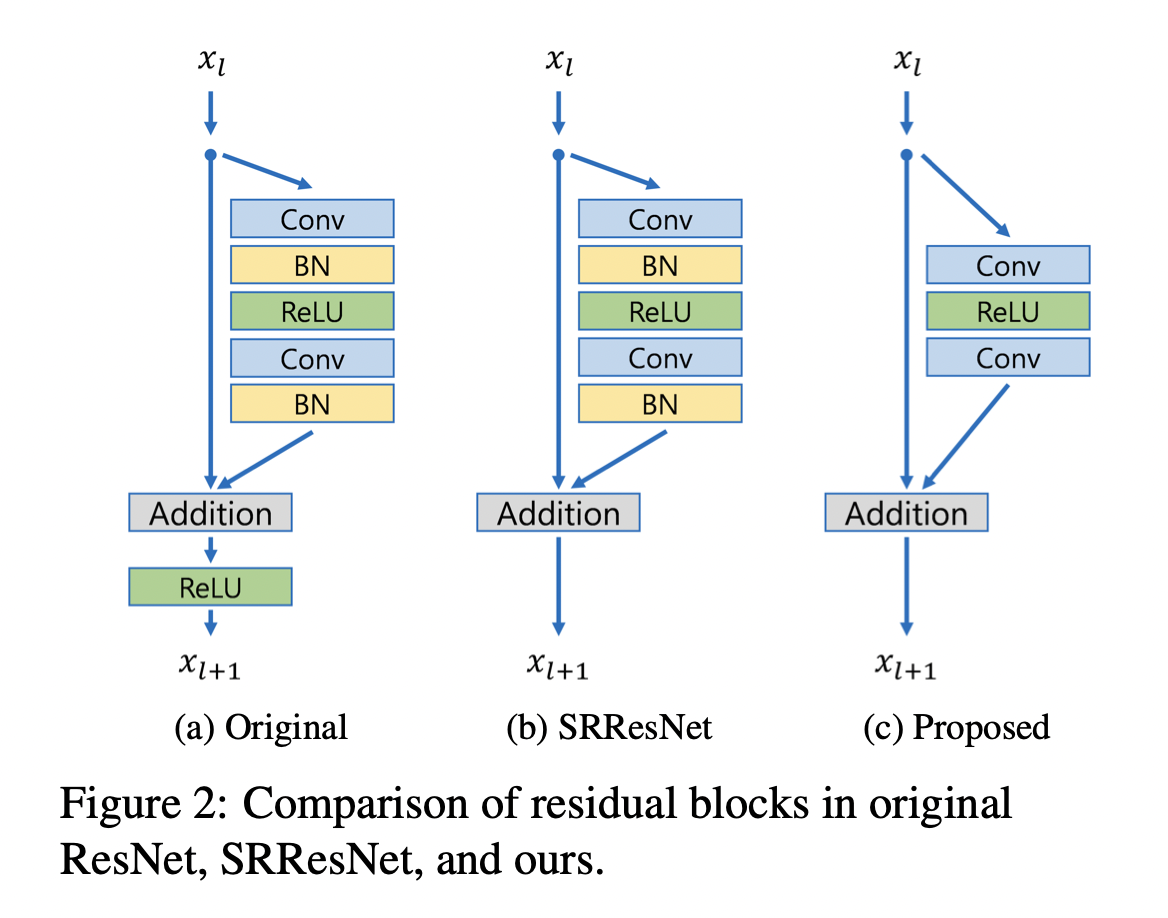 x_l x_l x_l
Conv Conv
BN BN Conv
ReLU ReLU ReLU
Conv Conv Conv
BN BN
Addition Addition Addition
ReLU
x_{l+1} x_{l+1} x_{l+1}
(a) Original (b) SRResNet (c) Proposed
Figure 2: Comparison of residual blocks in original
ResNet, SRResNet, and ours.